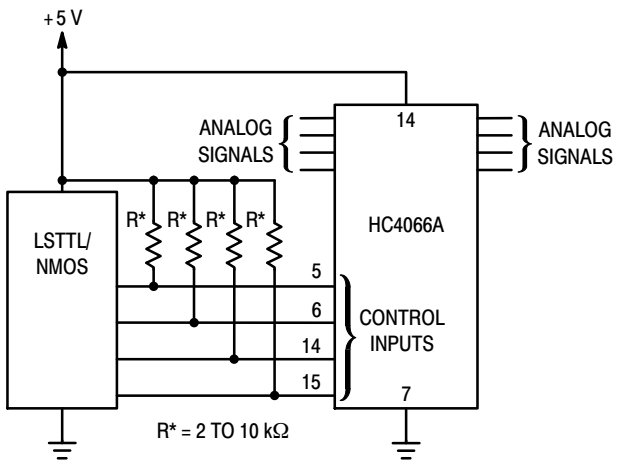 +5 V
ANALOG
SIGNALS
14
ANALOG
SIGNALS
HC4066A
R* R* R* R*
LSTTL/
NMOS
5
6
14
15
CONTROL
INPUTS
7
R* = 2 TO 10 kΩ